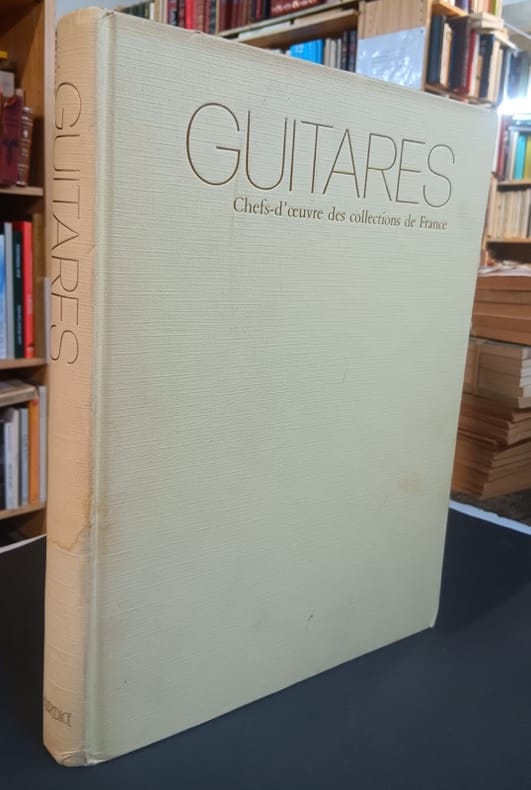 GUITARES
Chefs-d'œuvre des collections de France
GUITARES